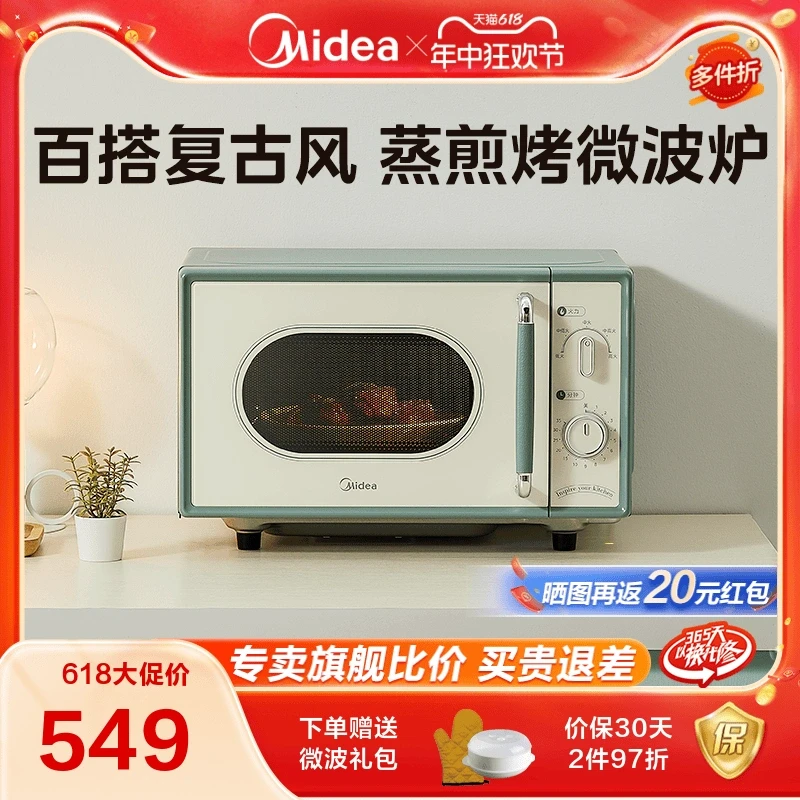 Midea × 天猫618
年中狂欢节
多件折
百搭复古风 蒸煎烤微波炉
火力
中火
分钟
Midea
Inspire your kitchen
晒图再返20元红包
专卖旗舰比价 买贵退差
365天
以换代修
618大促价
549
下单赠送
微波礼包
价保30天
2件97折
保